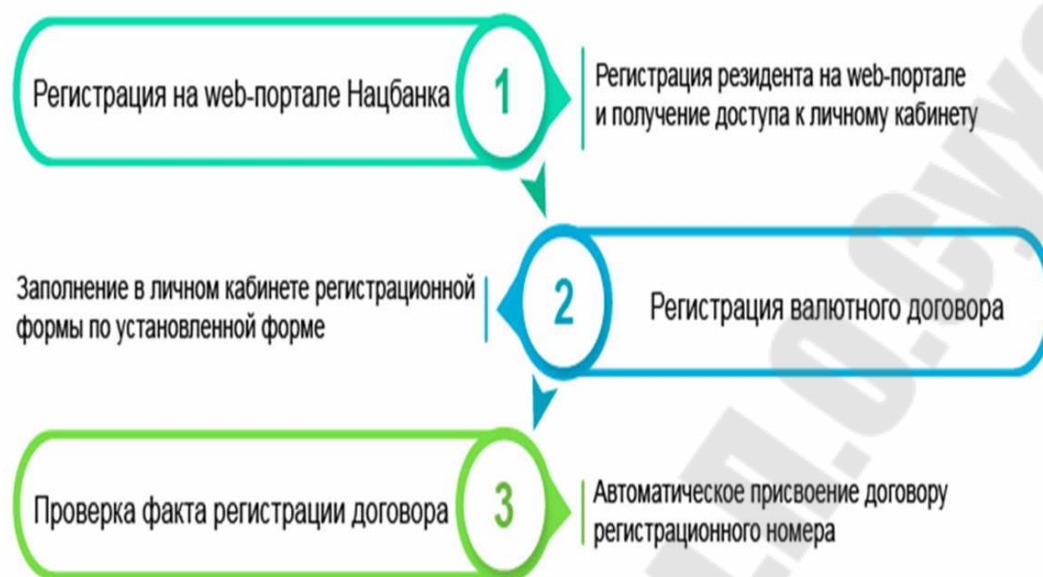 Регистрация на web-портале Нацбанка
1
Регистрация резидента на web-портале
и получение доступа к личному кабинету
Заполнение в личном кабинете регистрационной
формы по установленной форме
2
Регистрация валютного договора
Проверка факта регистрации договора
3
Автоматическое присвоение договору
регистрационного номера